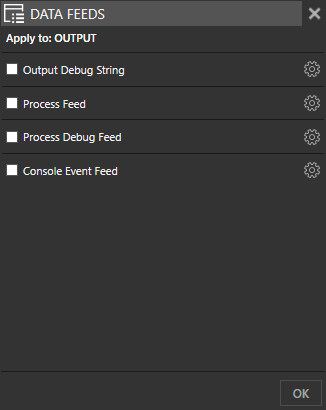 DATA FEEDS
Apply to: OUTPUT
Output Debug String
Process Feed
Process Debug Feed
Console Event Feed
OK